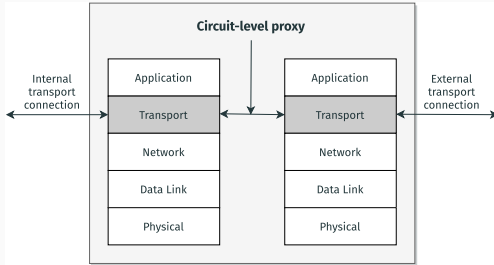 Circuit-level proxy
Internal
transport
connection
Application
Transport
Network
Data Link
Physical
Application
Transport
Network
Data Link
Physical
External
transport
connection